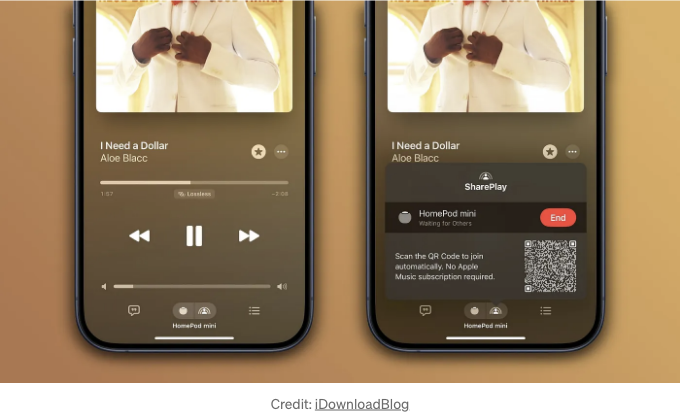 I Need a Dollar
Aloe Blacc
1:57
Lossless
-2:08
HomePod mini
I Need a Dollar
Aloe Blacc
SharePlay
HomePod mini
Waiting for Others
End
Scan the QR Code to join
automatically. No Apple
Music subscription required.
HomePod mini
Credit: iDownloadBlog